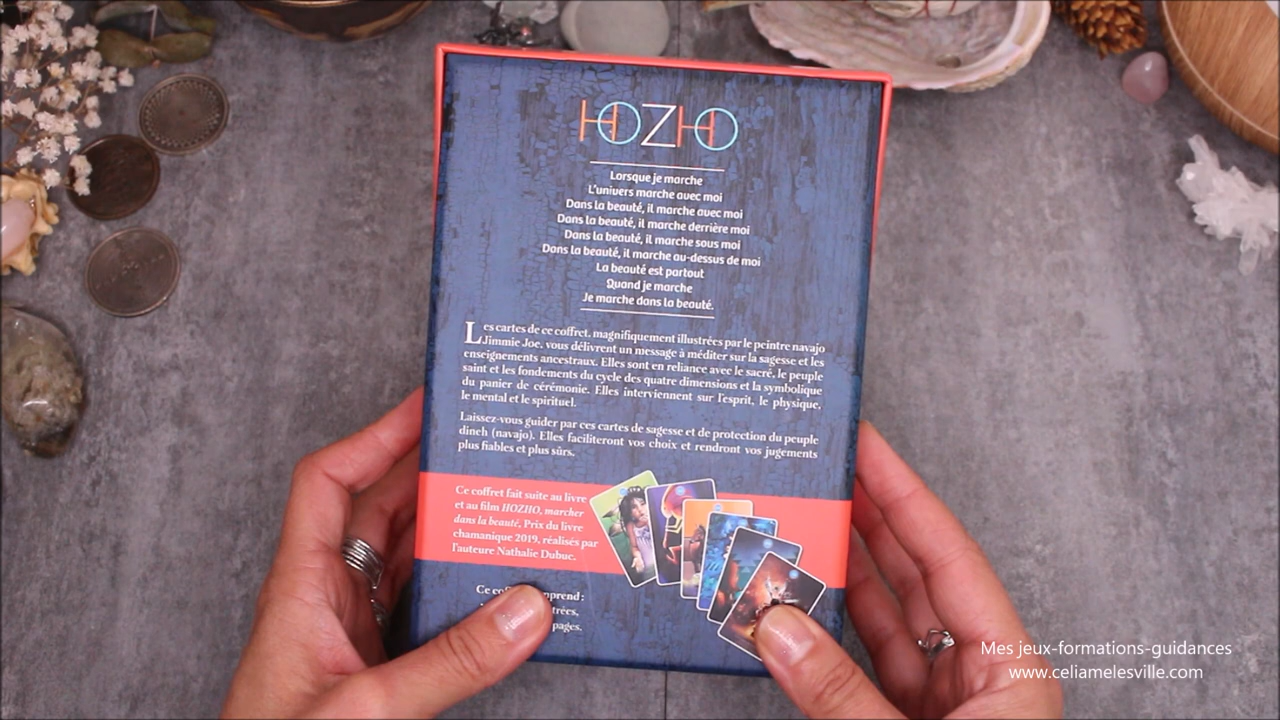 HOZHO
Lorsque je marche
L'univers marche avec moi
Dans la beauté, il marche avec moi
Dans la beauté, il marche derrière moi
Dans la beauté, il marche sous moi
Dans la beauté, il marche au-dessus de moi
La beauté est partout
Quand je marche
Je marche dans la beauté.
Les cartes de ce coffret, magnifiquement illustrées par le peintre navajo
Jimmie Joe, vous délivrent un message à méditer sur la sagesse et les
enseignements ancestraux. Elles sont en reliance avec le sacré, le peuple
saint et les fondements du cycle des quatre dimensions et la symbolique
du panier de cérémonie. Elles interviennent sur l'esprit, le physique,
le mental et le spirituel.
Laissez-vous guider par ces cartes de sagesse et de protection du peuple
dineh (navajo). Elles faciliteront vos choix et rendront vos jugements
plus fiables et plus sûrs.
Ce coffret fait suite au livre
et au film HOZHO, marcher
dans la beauté, Prix du livre
chamanique 2019, réalisés par
l'auteure Nathalie Dubuc.
Ce
pages.
Mes jeux-formations-guidances
www.celiamelesville.com